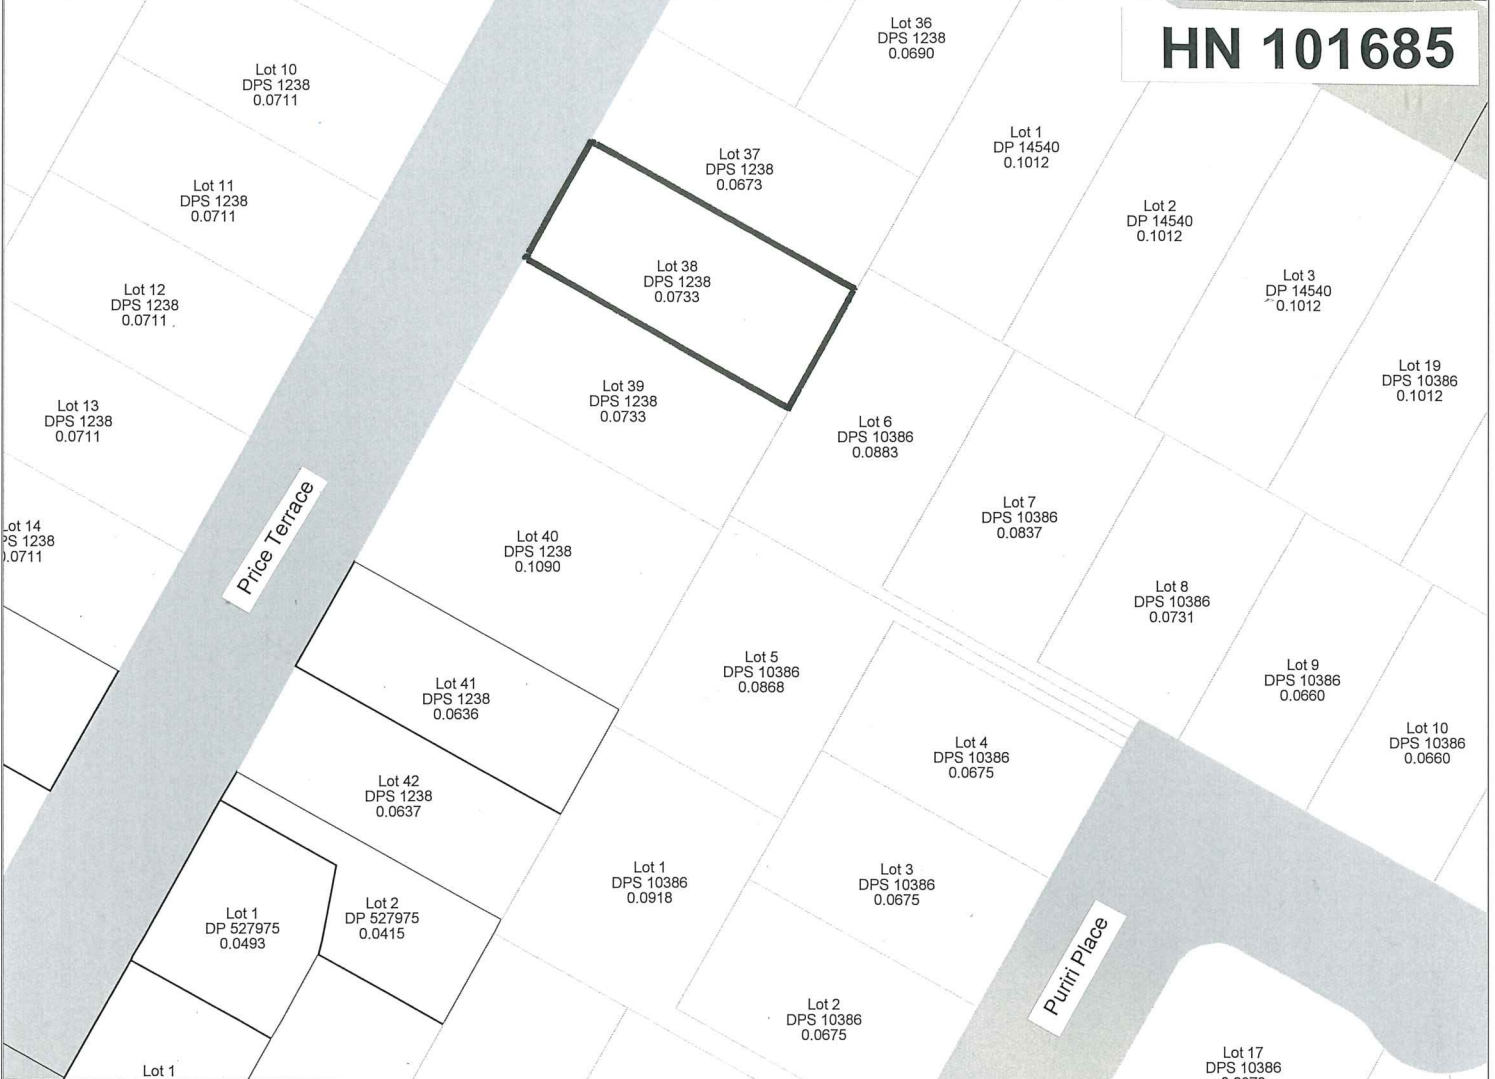 HN 101685
Lot 36
DPS 1238
0.0690
Lot 10
DPS 1238
0.0711
Lot 1
DP 14540
0.1012
Lot 37
DPS 1238
0.0673
Lot 11
DPS 1238
0.0711
Lot 2
DP 14540
0.1012
Lot 38
DPS 1238
0.0733
Lot 3
DP 14540
0.1012
Lot 12
DPS 1238
0.0711
Lot 19
DPS 10386
0.1012
Lot 39
DPS 1238
0.0733
Lot 13
DPS 1238
0.0711
Lot 6
DPS 10386
0.0883
Lot 7
DPS 10386
0.0837
Price Terrace
Lot 14
PS 1238
0.0711
Lot 40
DPS 1238
0.1090
Lot 8
DPS 10386
0.0731
Lot 5
DPS 10386
0.0868
Lot 9
DPS 10386
0.0660
Lot 41
DPS 1238
0.0636
Lot 10
DPS 10386
0.0660
Lot 4
DPS 10386
0.0675
Lot 42
DPS 1238
0.0637
Lot 1
DPS 10386
0.0918
Lot 3
DPS 10386
0.0675
Lot 2
DP 527975
0.0415
Lot 1
DP 527975
0.0493
Puriri Place
Lot 2
DPS 10386
0.0675
Lot 17
DPS 10386
Lot 1